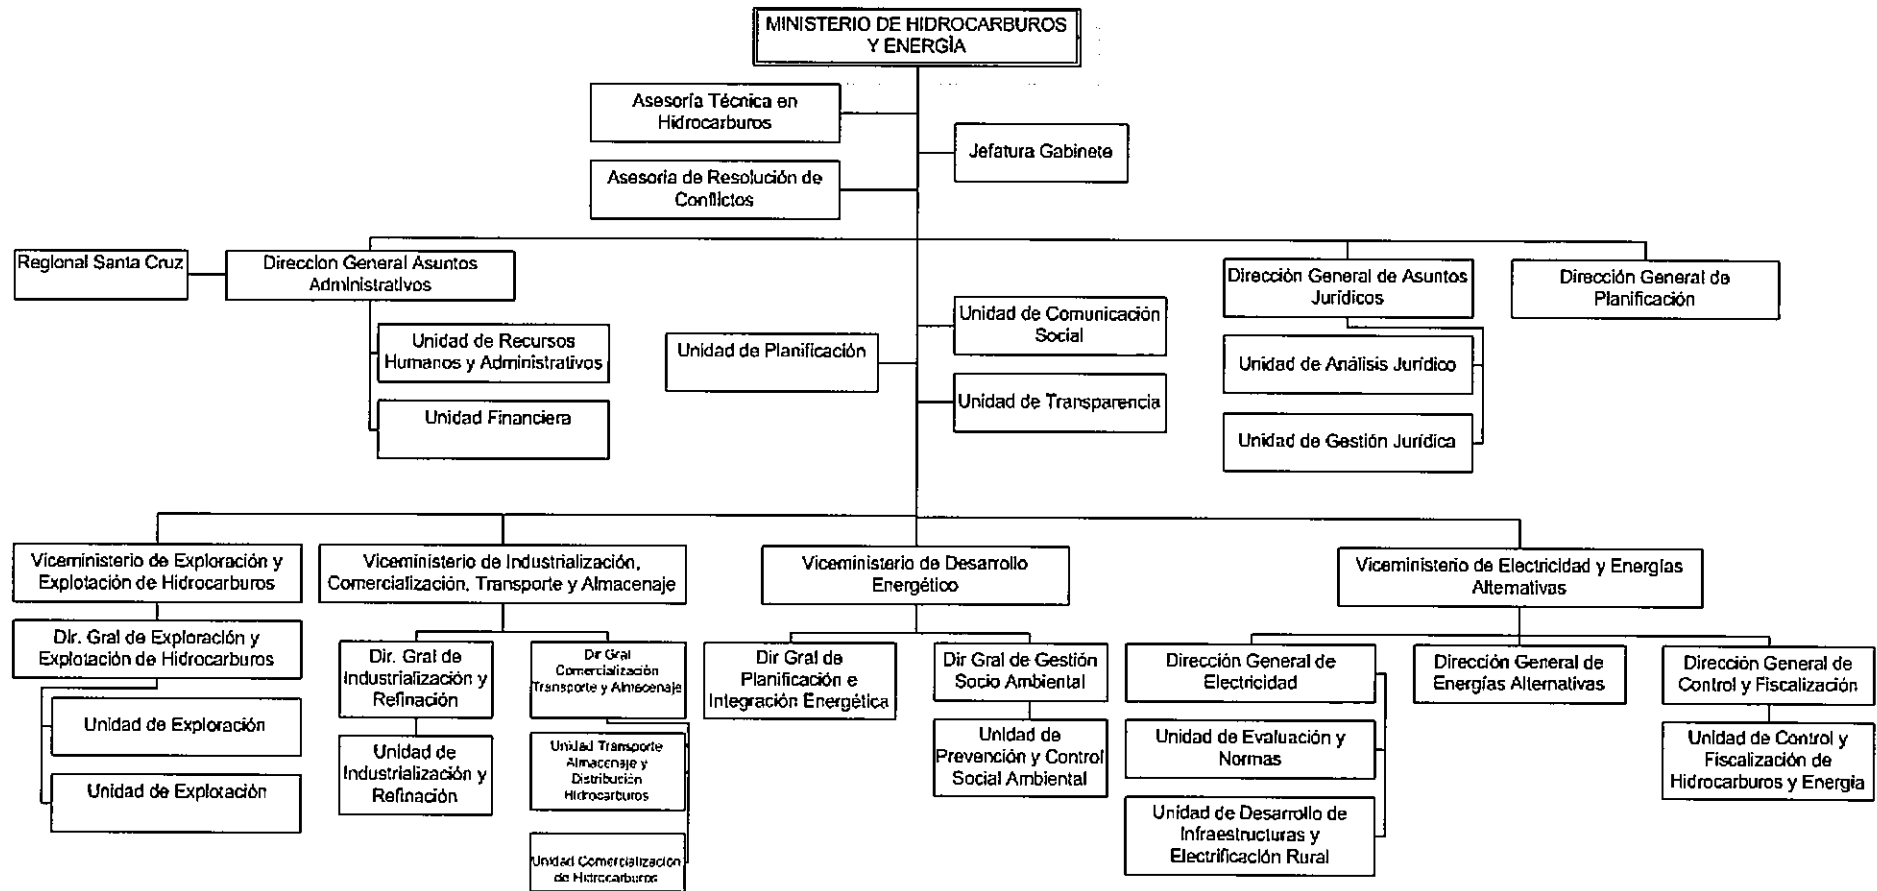 MINISTERIO DE HIDROCARBUROS
Y ENERGÍA
Asesoría Técnica en
Hidrocarburos
Jefatura Gabinete
Asesoría de Resolución de
Conflictos
Regional Santa Cruz
Direccion General Asuntos
Administrativos
Dirección General de Asuntos
Jurídicos
Dirección General de
Planificación
Unidad de Recursos
Humanos y Administrativos
Unidad Financiera
Unidad de Planificación
Unidad de Comunicación
Social
Unidad de Transparencia
Unidad de Análisis Jurídico
Unidad de Gestión Jurídica
Viceministerio de Exploración y
Explotación de Hidrocarburos
Viceministerio de Industrialización,
Comercialización, Transporte y Almacenaje
Viceministerio de Desarrollo
Energético
Viceministerio de Electricidad y Energías
Alternativas
Dir. Gral de Exploración y
Explotación de Hidrocarburos
Unidad de Exploración
Unidad de Exploración
Dir. Gral de
Industrialización y
Refinación
Unidad de
Industrialización y
Refinación
Dir Gral
Comercialización
Transporte y Almacenaje
Unidad Transporte
Almacenaje y
Distribución
Hidrocarburos
Unidad Comercialización
de Hidrocarburos
Dir Gral de
Planificación e
Integración Energética
Dir Gral de Gestión
Socio Ambiental
Unidad de
Prevención y Control
Social Ambiental
Dirección General de
Electricidad
Unidad de Evaluación y
Normas
Unidad de Desarrollo de
Infraestructuras y
Electrificación Rural
Dirección General de
Energías Alternativas
Dirección General de
Control y Fiscalización
Unidad de Control y
Fiscalización de
Hidrocarburos y Energia